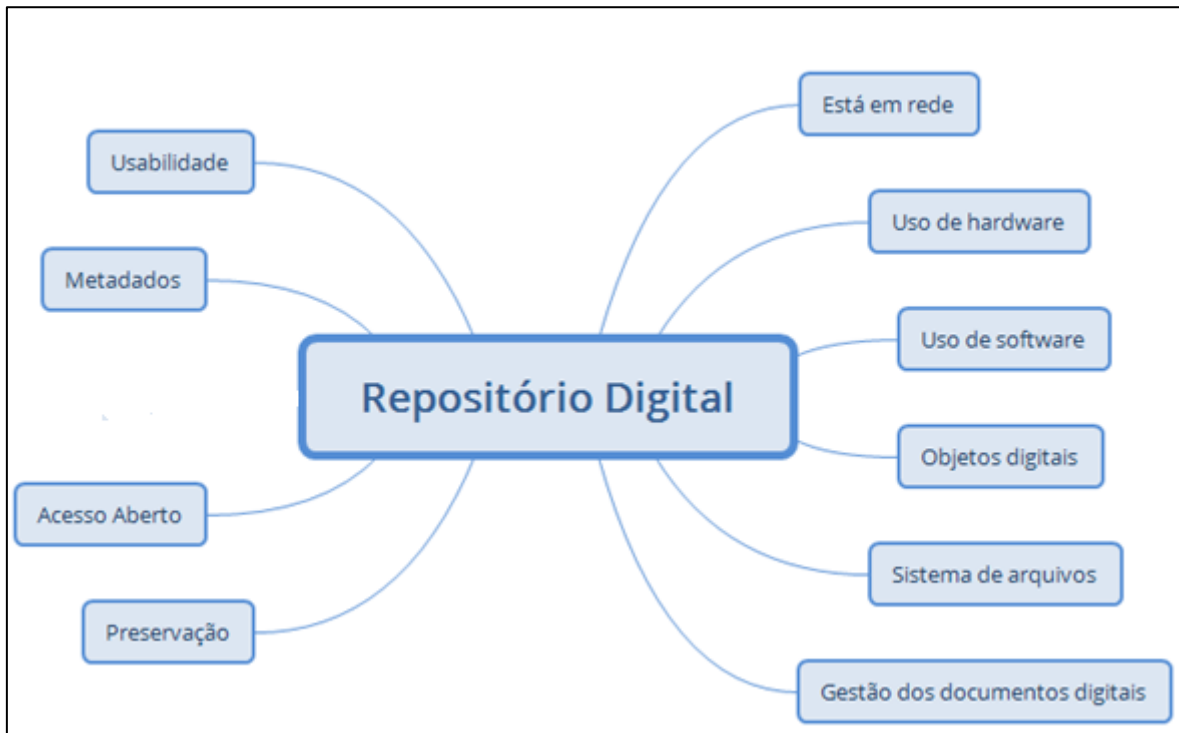 Está em rede
Usabilidade
Uso de hardware
Metadados
Uso de software
Repositório Digital
Objetos digitais
Acesso Aberto
Sistema de arquivos
Preservação
Gestão dos documentos digitais